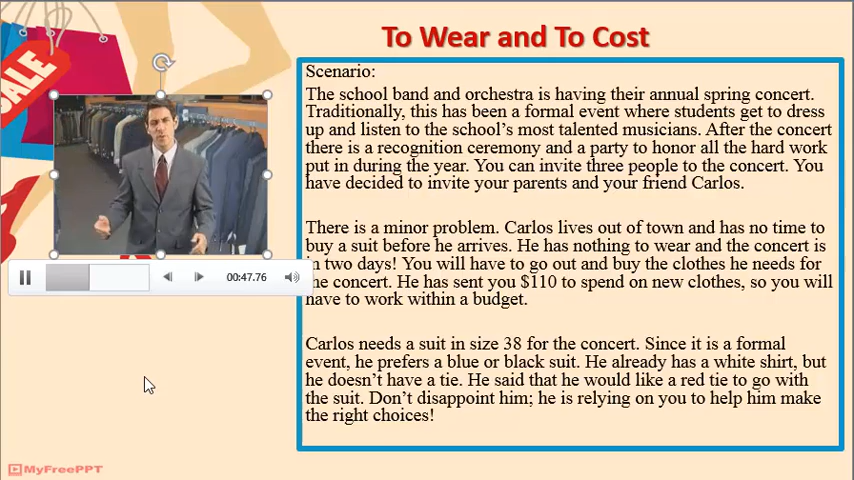 To Wear and To Cost
SALE
Scenario:
The school band and orchestra is having their annual spring concert.
Traditionally, this has been a formal event where students get to dress
up and listen to the school's most talented musicians. After the concert
there is a recognition ceremony and a party to honor all the hard work
put in during the year. You can invite three people to the concert. You
have decided to invite your parents and your friend Carlos.
There is a minor problem. Carlos lives out of town and has no time to
buy a suit before he arrives. He has nothing to wear and the concert is
in two days! You will have to go out and buy the clothes he needs for
the concert. He has sent you $110 to spend on new clothes, so you will
have to work within a budget.
Carlos needs a suit in size 38 for the concert. Since it is a formal
event, he prefers a blue or black suit. He already has a white shirt, but
he doesn't have a tie. He said that he would like a red tie to go with
the suit. Don't disappoint him; he is relying on you to help him make
the right choices!
00:47.76
MyFreePPT